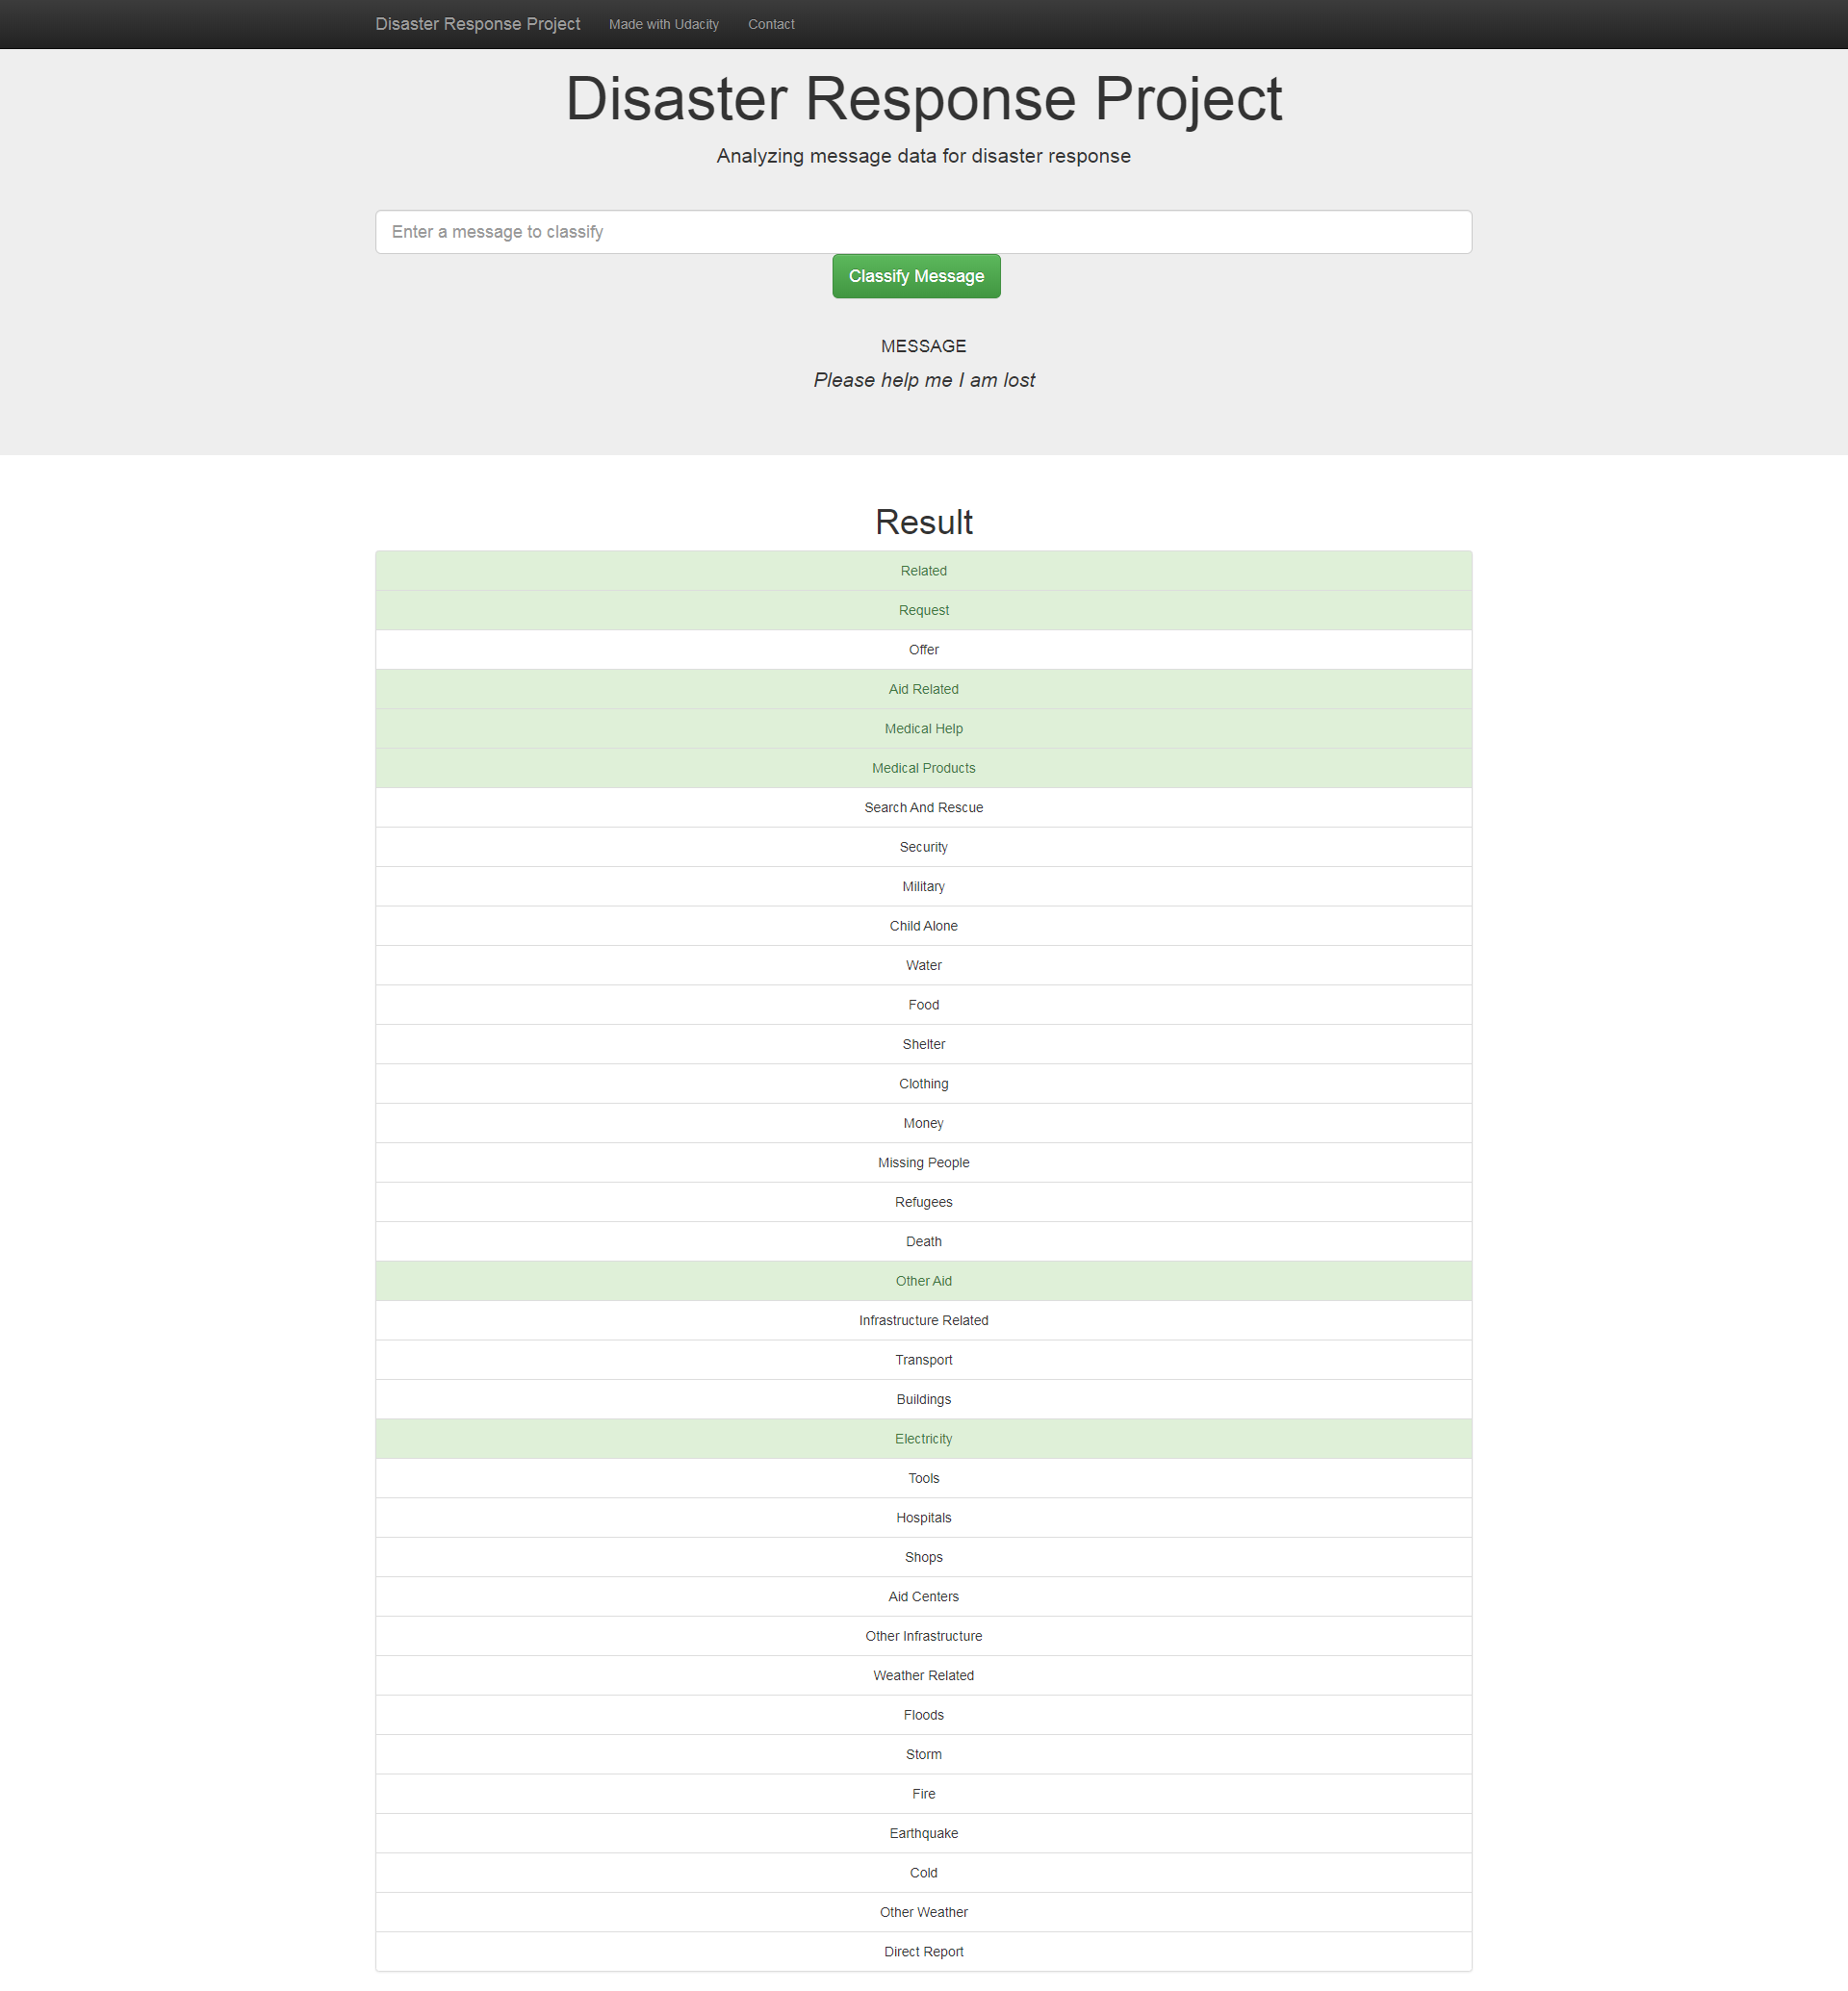 Disaster Response Project Made with Udacity Contact
Disaster Response Project
Analyzing message data for disaster response
Enter a message to classify
Classify Message
MESSAGE
Please help me I am lost
Result
Related
Request
Offer
Aid Related
Medical Help
Medical Products
Search And Rescue
Security
Military
Child Alone
Water
Food
Shelter
Clothing
Money
Missing People
Refugees
Death
Other Aid
Infrastructure Related
Transport
Buildings
Electricity
Tools
Hospitals
Shops
Aid Centers
Other Infrastructure
Weather Related
Floods
Storm
Fire
Earthquake
Cold
Other Weather
Direct Report